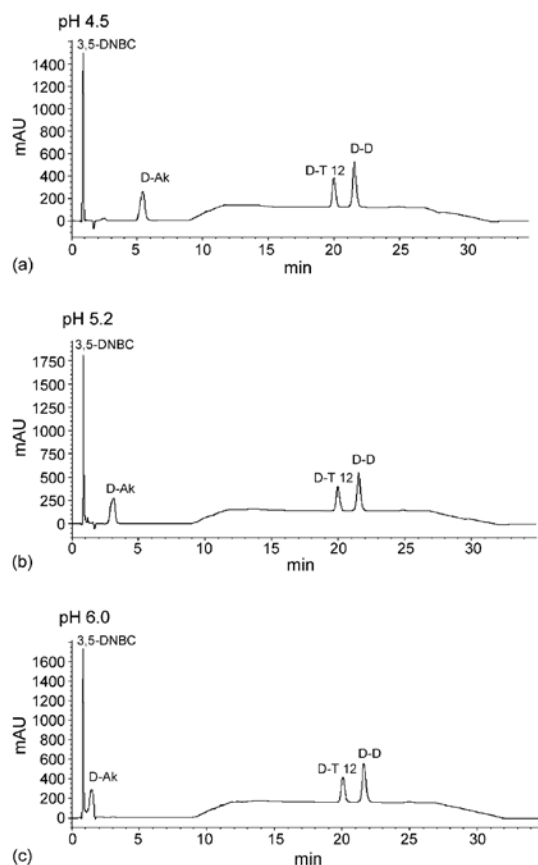 pH 4.5
3,5-DNBC
1400
1200
1000
800
600
400
200
0
mAU
D-Ak
D-T 12
D-D
0 5 10 15 20 25 30
min
(a)
pH 5.2
3,5-DNBC
1750
1500
1250
1000
750
500
250
0
mAU
D-Ak
D-T 12
D-D
0 5 10 15 20 25 30
min
(b)
pH 6.0
3,5-DNBC
1600
1400
1200
1000
800
600
400
200
0
mAU
D-Ak
D-T 12
D-D
0 5 10 15 20 25 30
min
(c)